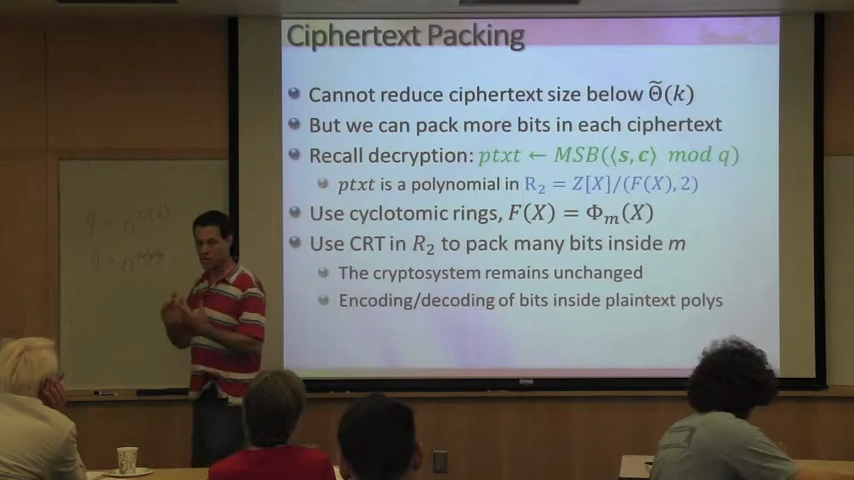 Ciphertext Packing
Cannot reduce ciphertext size below Θ̃(k)
But we can pack more bits in each ciphertext
Recall decryption: ptxt ← MSB(⟨s, c⟩ mod q)
ptxt is a polynomial in R₂ = Z[X]/(F(X), 2)
Use cyclotomic rings, F(X) = Φₘ(X)
Use CRT in R₂ to pack many bits inside m
The cryptosystem remains unchanged
Encoding/decoding of bits inside plaintext polys